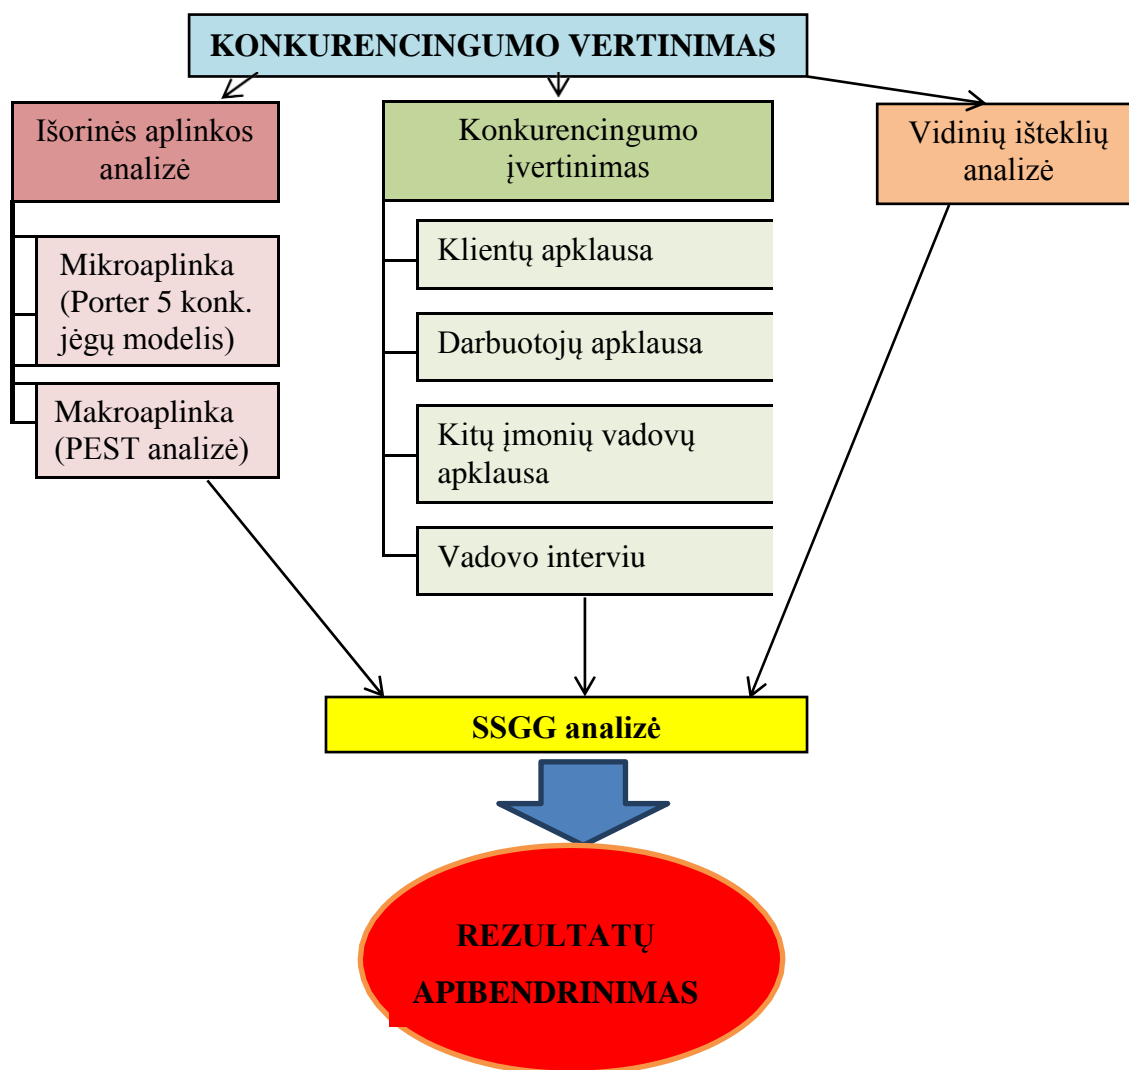 KONKURENCINGUMO VERTINIMAS
Išorinės aplinkos
analizė
Mikroaplinka
(Porter 5 konk.
jėgų modelis)
Makroaplinka
(PEST analizė)
Konkurencingumo
įvertinimas
Klientų apklausa
Darbuotojų apklausa
Kitų įmonių vadovų
apklausa
Vadovo interviu
Vidinių išteklių
analizė
SSGG analizė
REZULTATŲ
APIBENDRINIMAS